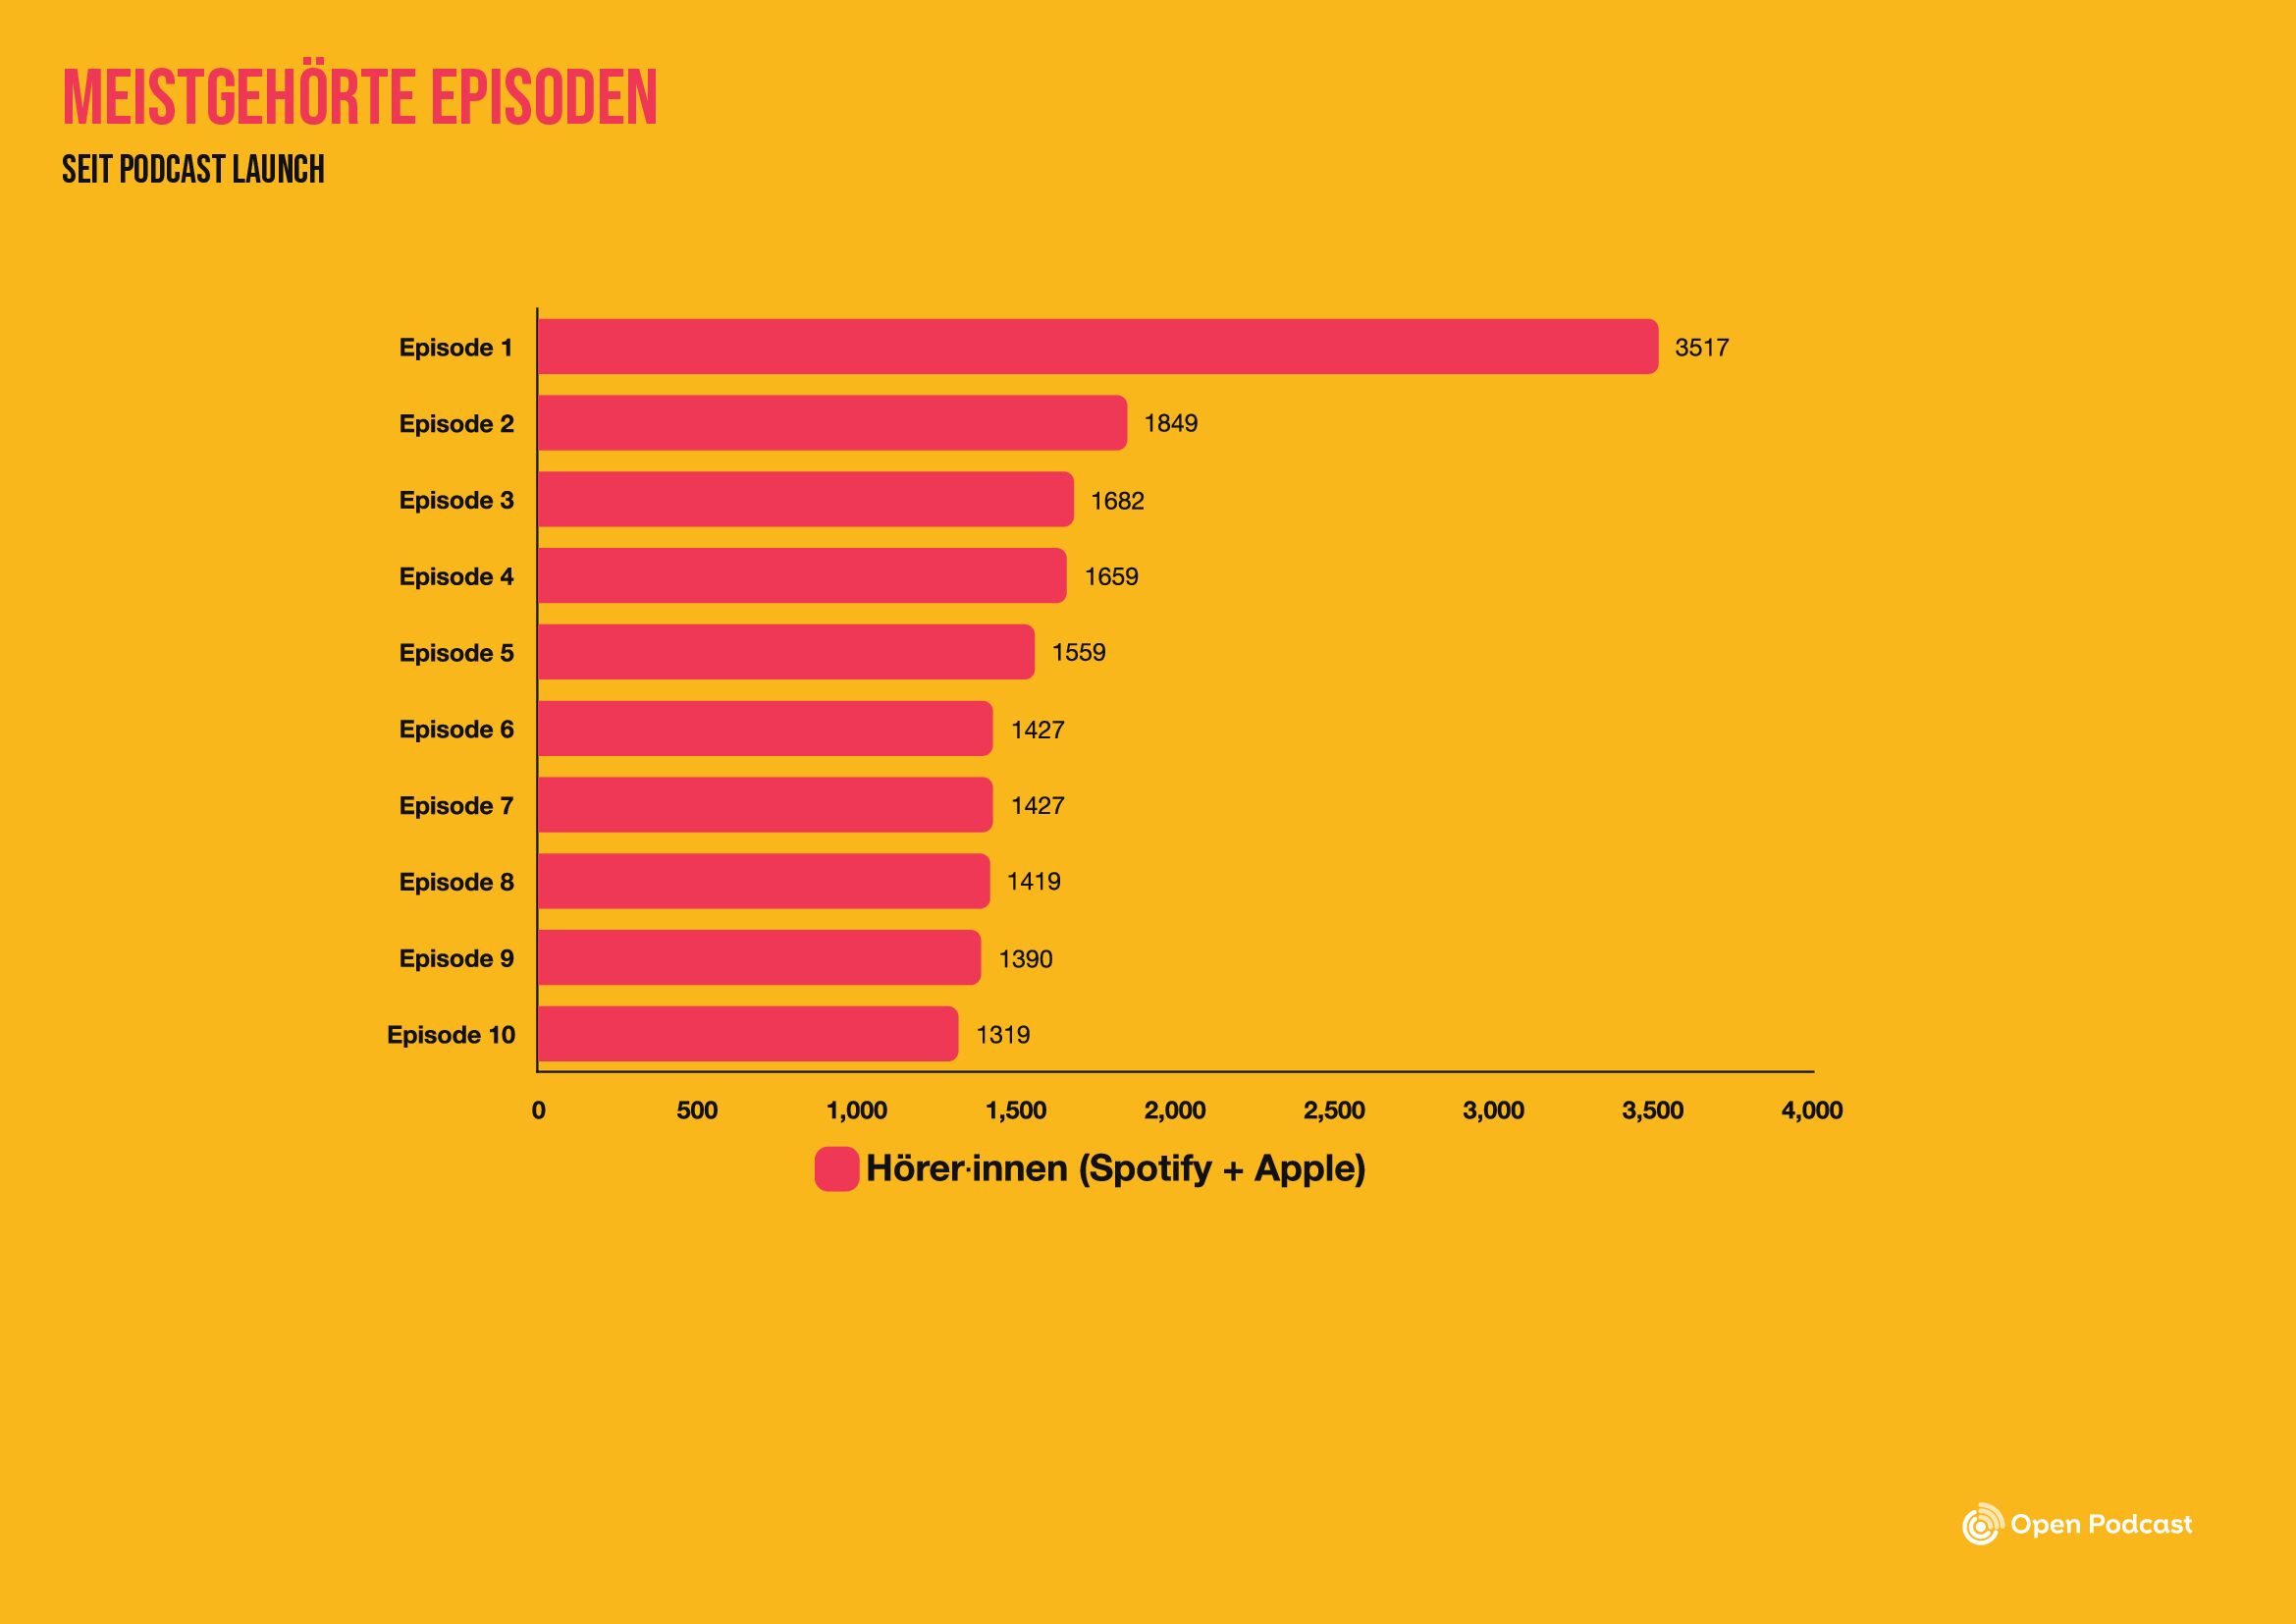 MEISTGEHÖRTE EPISODEN
SEIT PODCAST LAUNCH
Episode 1 3517
Episode 2 1849
Episode 3 1682
Episode 4 1659
Episode 5 1559
Episode 6 1427
Episode 7 1427
Episode 8 1419
Episode 9 1390
Episode 10 1319
0 500 1,000 1,500 2,000 2,500 3,000 3,500 4,000
Hörer·innen (Spotify + Apple)
Open Podcast